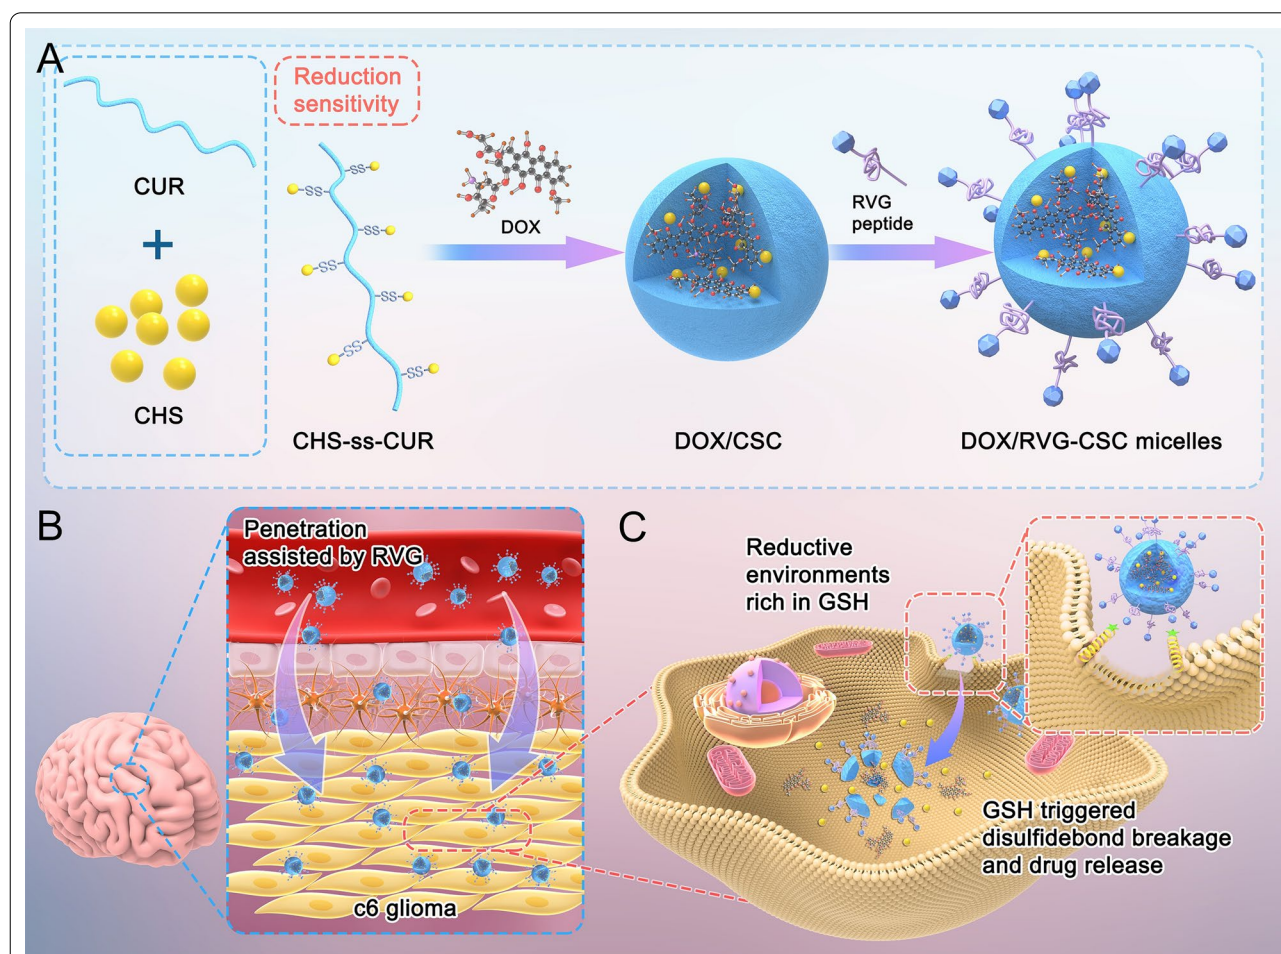 A
Reduction
sensitivity
CUR
+
CHS
SS
SS
SS
SS
SS
SS
SS
CHS-ss-CUR
DOX
DOX/CSC
RVG
peptide
DOX/RVG-CSC micelles
B
Penetration
assisted by RVG
c6 glioma
C
Reductive
environments
rich in GSH
GSH triggered
disulfidebond breakage
and drug release